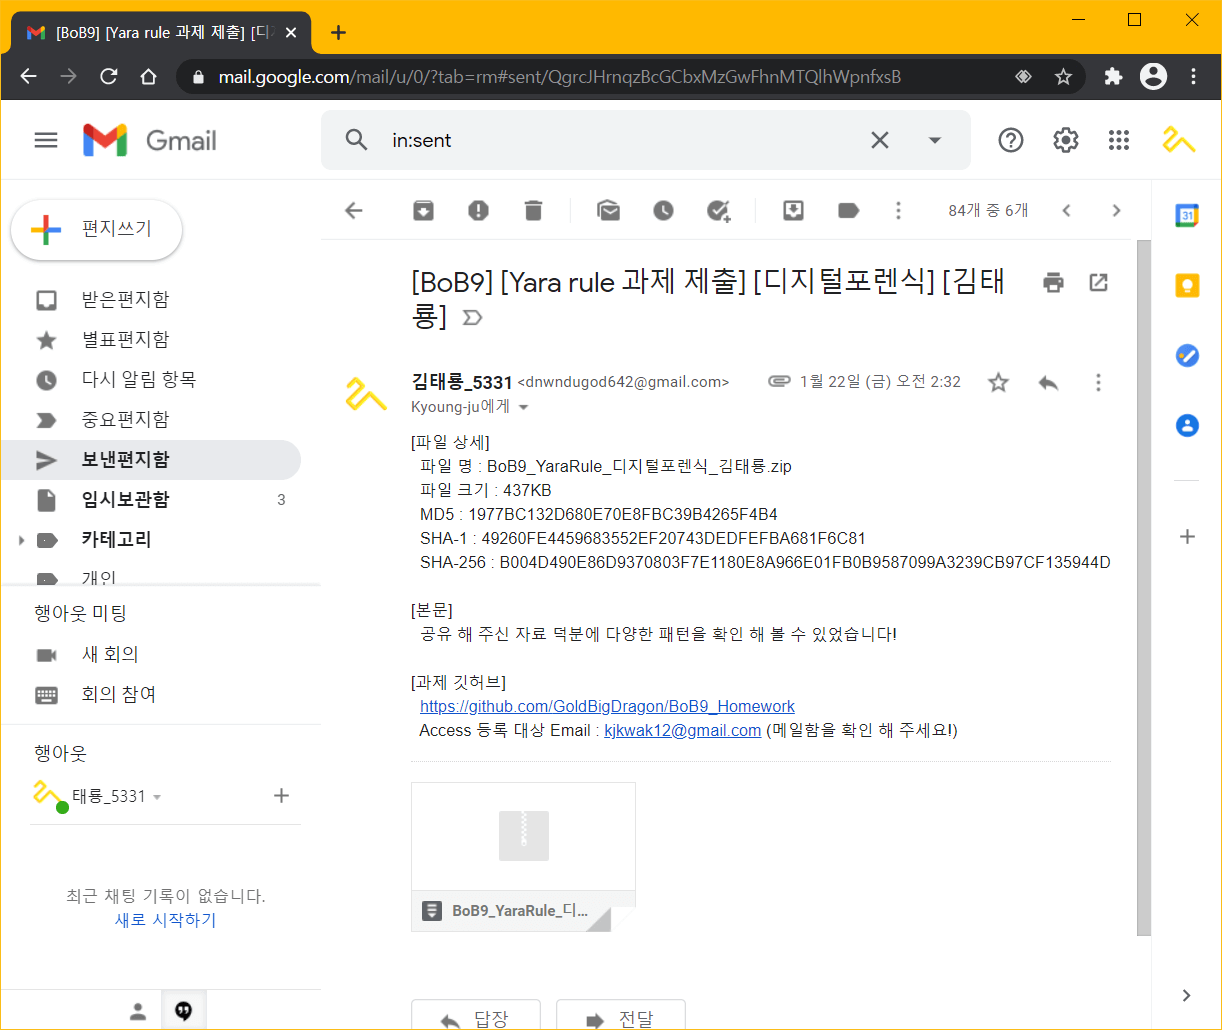 [BoB9] [Yara rule 과제 제출] [디지
mail.google.com/mail/u/0/?tab=rm#sent/QgrcJHrnqzBcGCbxMzGwFhnMTQlhWpnfxsB
Gmail
in:sent
편지쓰기
84개 중 6개
31
받은편지함
별표편지함
다시 알림 항목
중요편지함
보낸편지함
임시보관함 3
카테고리
개인
행아웃 미팅
새 회의
회의 참여
행아웃
태룡_5331
최근 채팅 기록이 없습니다.
새로 시작하기
[BoB9] [Yara rule 과제 제출] [디지털포렌식] [김태
룡]
김태룡_5331 <dnwndugod642@gmail.com> 1월 22일 (금) 오전 2:32
Kyoung-ju에게
[파일 상세]
파일 명 : BoB9_YaraRule_디지털포렌식_김태룡.zip
파일 크기 : 437KB
MD5 : 1977BC132D680E70E8FBC39B4265F4B4
SHA-1 : 49260FE4459683552EF20743DEDFEFBA681F6C81
SHA-256 : B004D490E86D9370803F7E1180E8A966E01FB0B9587099A3239CB97CF135944D
[본문]
공유 해 주신 자료 덕분에 다양한 패턴을 확인 해 볼 수 있었습니다!
[과제 깃허브]
https://github.com/GoldBigDragon/BoB9_Homework
Access 등록 대상 Email : kjkwak12@gmail.com (메일함을 확인 해 주세요!)
BoB9_YaraRule_디...
답장
전달